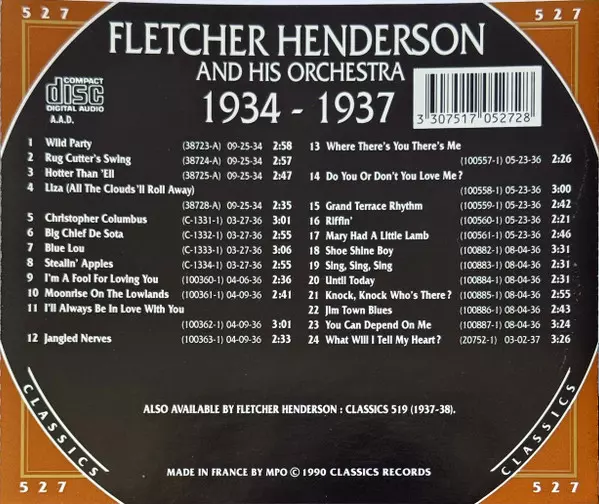 527
527
FLETCHER HENDERSON
AND HIS ORCHESTRA
1934 - 1937
COMPACT
disc
DIGITAL AUDIO
A.A.D.
3 307517 052728
1 Wild Party (38723-A) 09-25-34 2:58
2 Rug Cutter's Swing (38724-A) 09-25-34 2:57
3 Hotter Than 'Ell (38725-A) 09-25-34 2:47
4 Liza (All The Clouds'll Roll Away)
(38728-A) 09-25-34 2:35
5 Christopher Columbus (C-1331-1) 03-27-36 3:01
6 Big Chief De Sota (C-1332-1) 03-27-36 2:55
7 Blue Lou (C-1333-1) 03-27-36 3:06
8 Stealin' Apples (C-1334-1) 03-27-36 2:55
9 I'm A Fool For Loving You (100360-1) 04-06-36 2:36
10 Moonrise On The Lowlands (100361-1) 04-09-36 2:41
11 I'll Always Be In Love With You
(100362-1) 04-09-36 3:01
12 Jangled Nerves (100363-1) 04-09-36 2:33
13 Where There's You There's Me
(100557-1) 05-23-36 2:26
14 Do You Or Don't You Love Me?
(100558-1) 05-23-36 3:00
15 Grand Terrace Rhythm (100559-1) 05-23-36 2:42
16 Riffin' (100560-1) 05-23-36 2:21
17 Mary Had A Little Lamb (100561-1) 05-23-36 2:46
18 Shoe Shine Boy (100882-1) 08-04-36 3:31
19 Sing, Sing, Sing (100883-1) 08-04-36 2:31
20 Until Today (100884-1) 08-04-36 2:31
21 Knock, Knock Who's There? (100885-1) 08-04-36 2:55
22 Jim Town Blues (100886-1) 08-04-36 2:43
23 You Can Depend On Me (100887-1) 08-04-36 3:24
24 What Will I Tell My Heart? (20752-1) 03-02-37 3:26
ALSO AVAILABLE BY FLETCHER HENDERSON : CLASSICS 519 (1937-38).
MADE IN FRANCE BY MPO © 1990 CLASSICS RECORDS
CLASSICS
CLASSICS
527
527